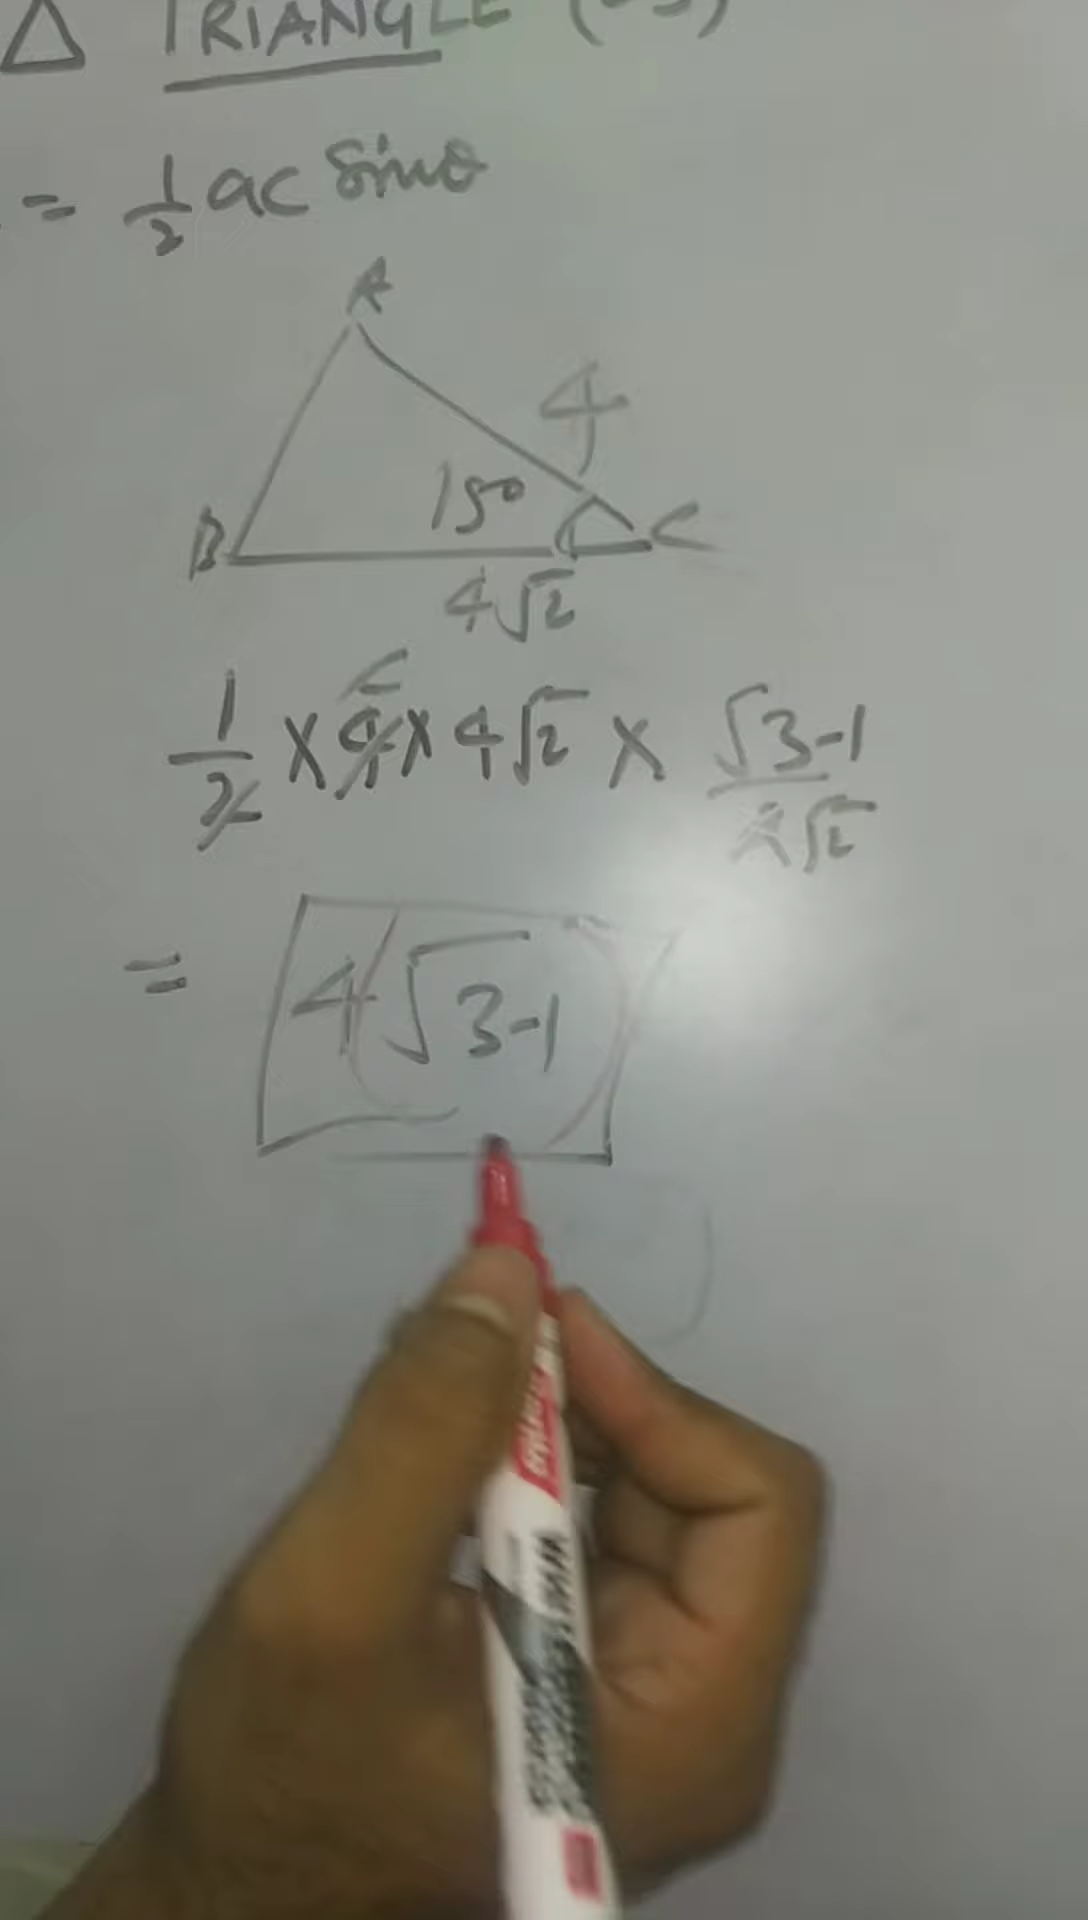 △ TRIANGLE
= 1/2 ac Sinθ
A
4
15°
B
C
4√2
1/2 × 4 × 4√2 × √3-1/2√2
= 4(√3-1